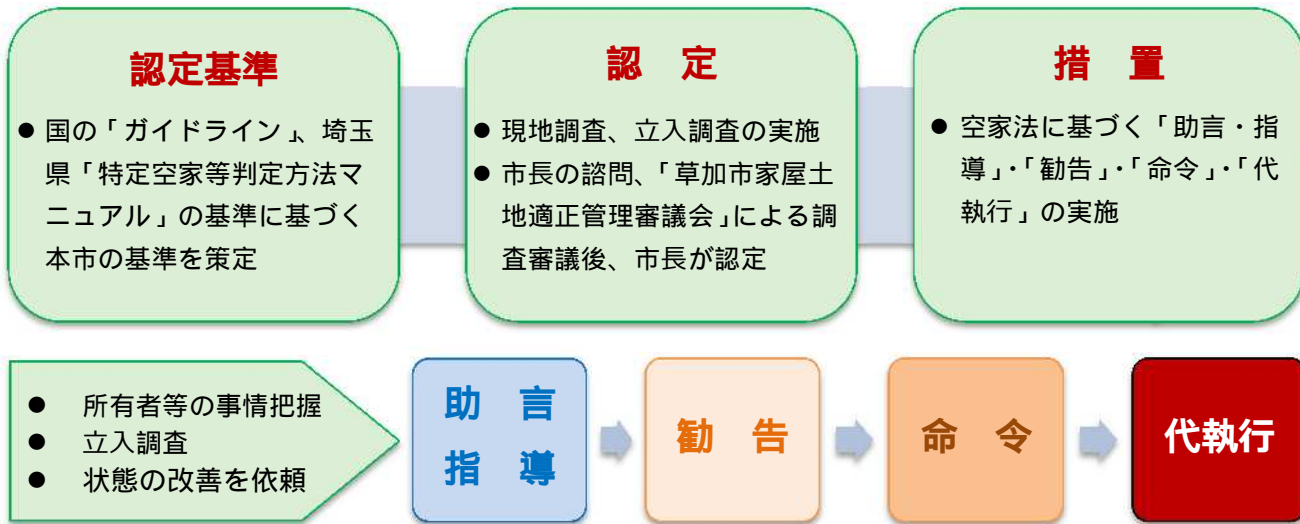 認定基準
● 国の「ガイドライン」、埼玉
県「特定空家等判定方法マ
ニュアル」の基準に基づく
本市の基準を策定
認 定
● 現地調査、立入調査の実施
● 市長の諮問、「草加市家屋土
地適正管理審議会」による調
査審議後、市長が認定
措 置
● 空家法に基づく「助言・指
導」・「勧告」・「命令」・「代
執行」の実施
● 所有者等の事情把握
● 立入調査
● 状態の改善を依頼
助 言
指 導
勧 告
命 令
代執行